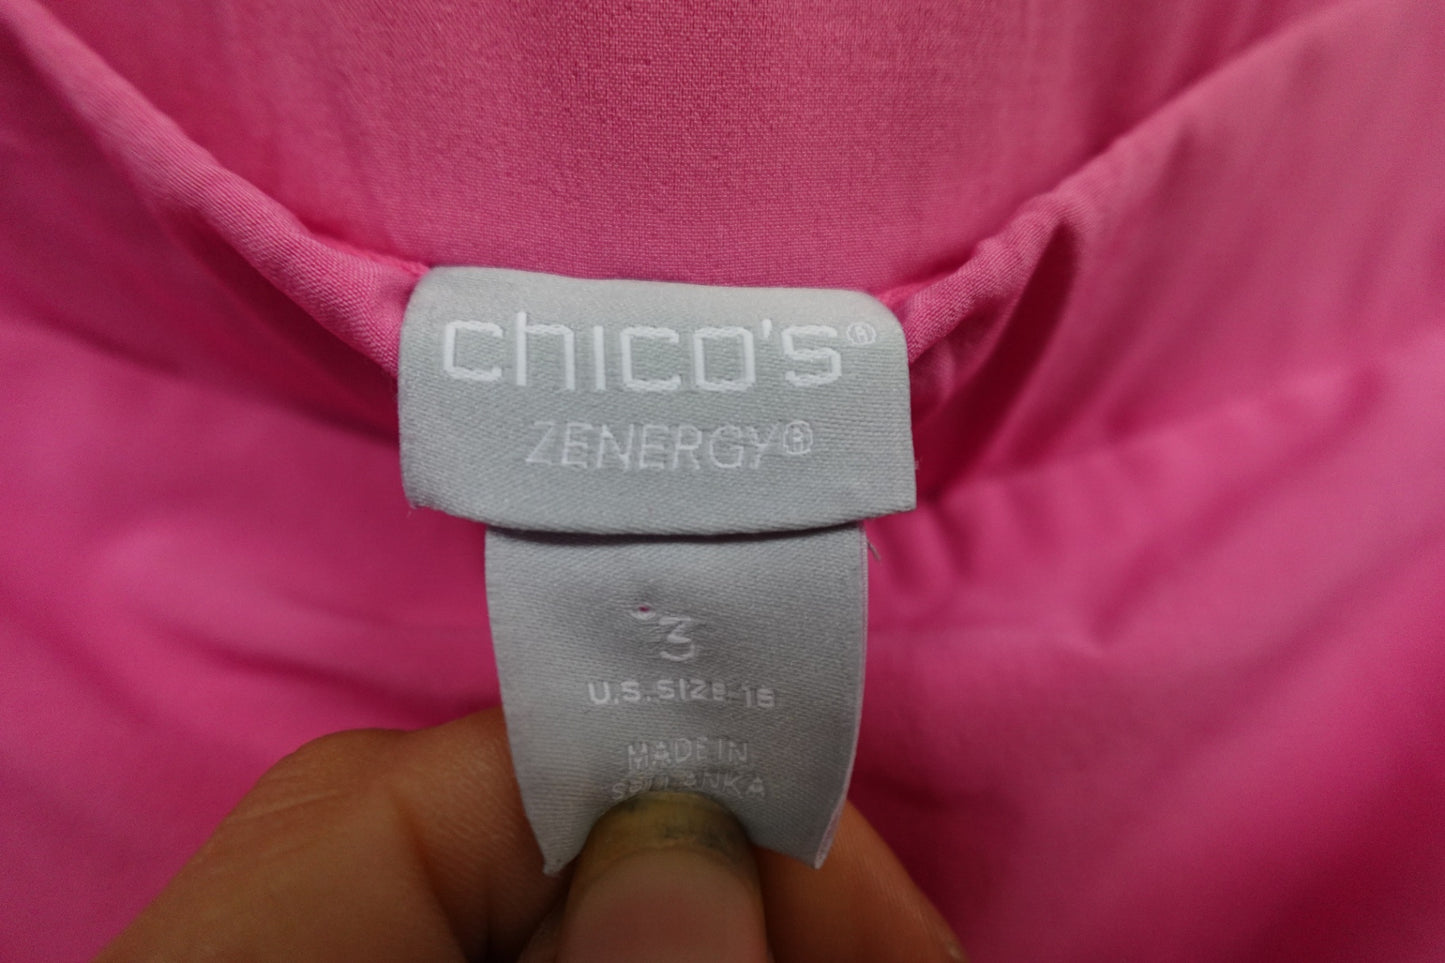 chico's®
ZENERGY®
3
U.S. SIZE-16
MADE IN
SRI LANKA